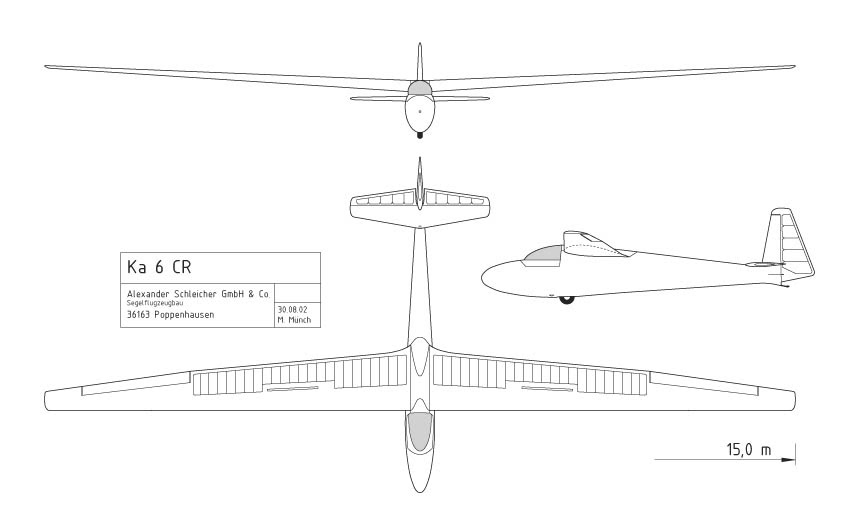 Ka 6 CR
Alexander Schleicher GmbH & Co.
Segelflugzeugbau
36163 Poppenhausen
30.08.02
M. Münch
15,0 m